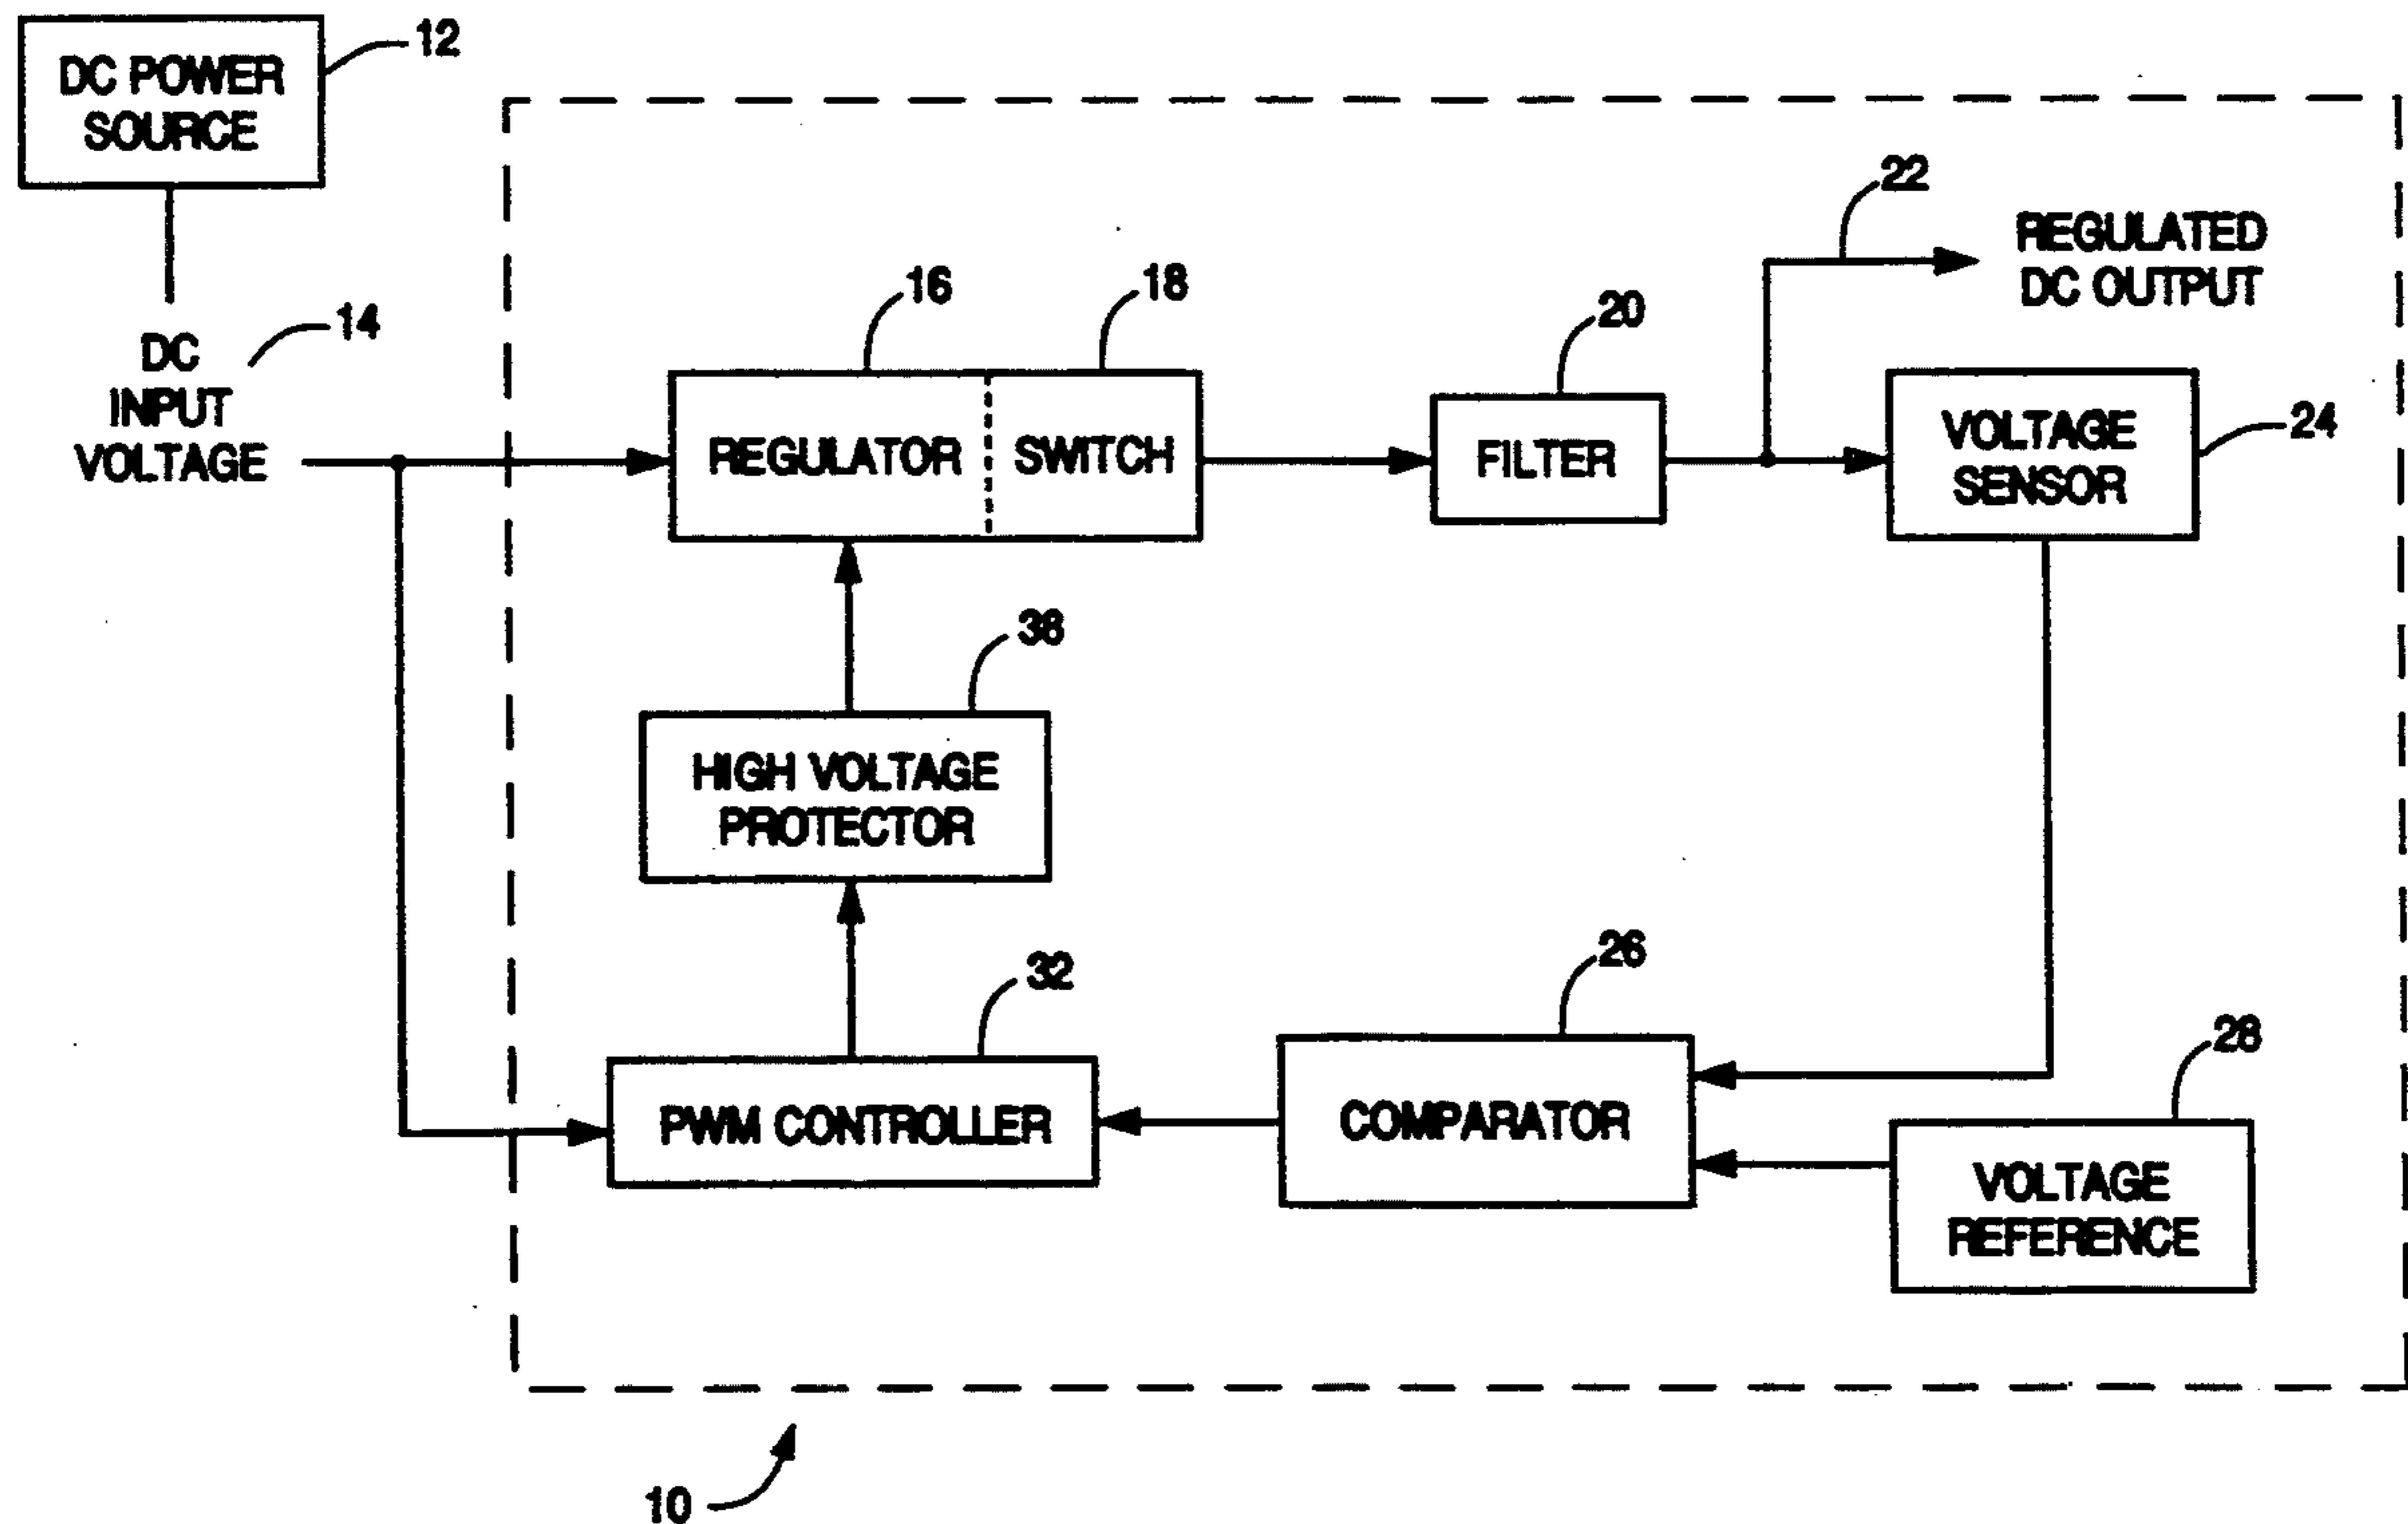 12
DC POWER
SOURCE
22
REGULATED
DC OUTPUT
14
DC
INPUT
VOLTAGE
16
18
20
24
REGULATOR
SWITCH
FILTER
VOLTAGE
SENSOR
38
HIGH VOLTAGE
PROTECTOR
32
26
28
PWM CONTROLLER
COMPARATOR
VOLTAGE
REFERENCE
10